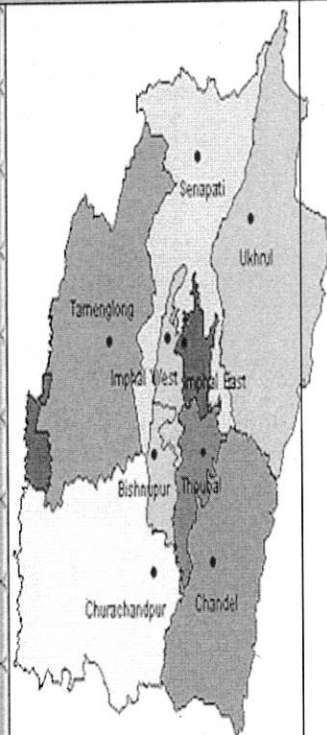 Senapati
Ukhrul
Tamenglong
Imphal West
Imphal East
Bishnupur
Thoubal
Churachandpur
Chandel